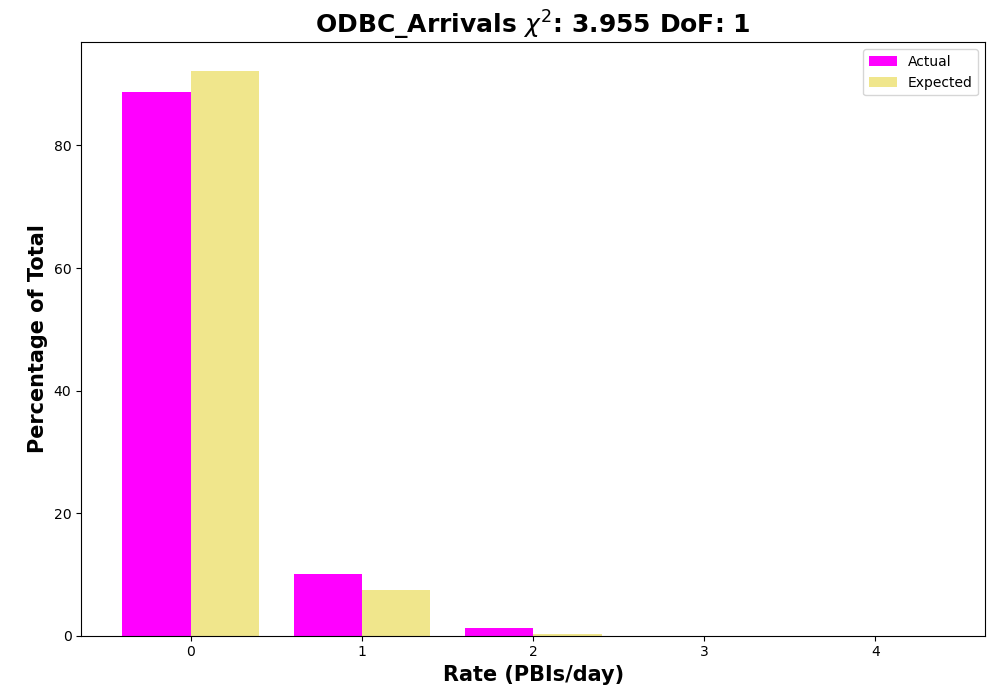 ODBC_Arrivals χ²: 3.955 DoF: 1
Actual
Expected
Percentage of Total
80
60
40
20
0
0 1 2 3 4
Rate (PBIs/day)